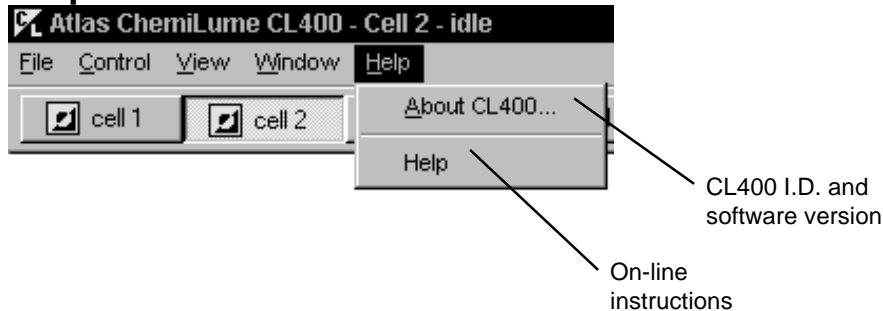 Atlas ChemiLume CL400 - Cell 2 - idle
File Control View Window Help
cell 1 cell 2
About CL400...
Help
CL400 I.D. and
software version
On-line
instructions